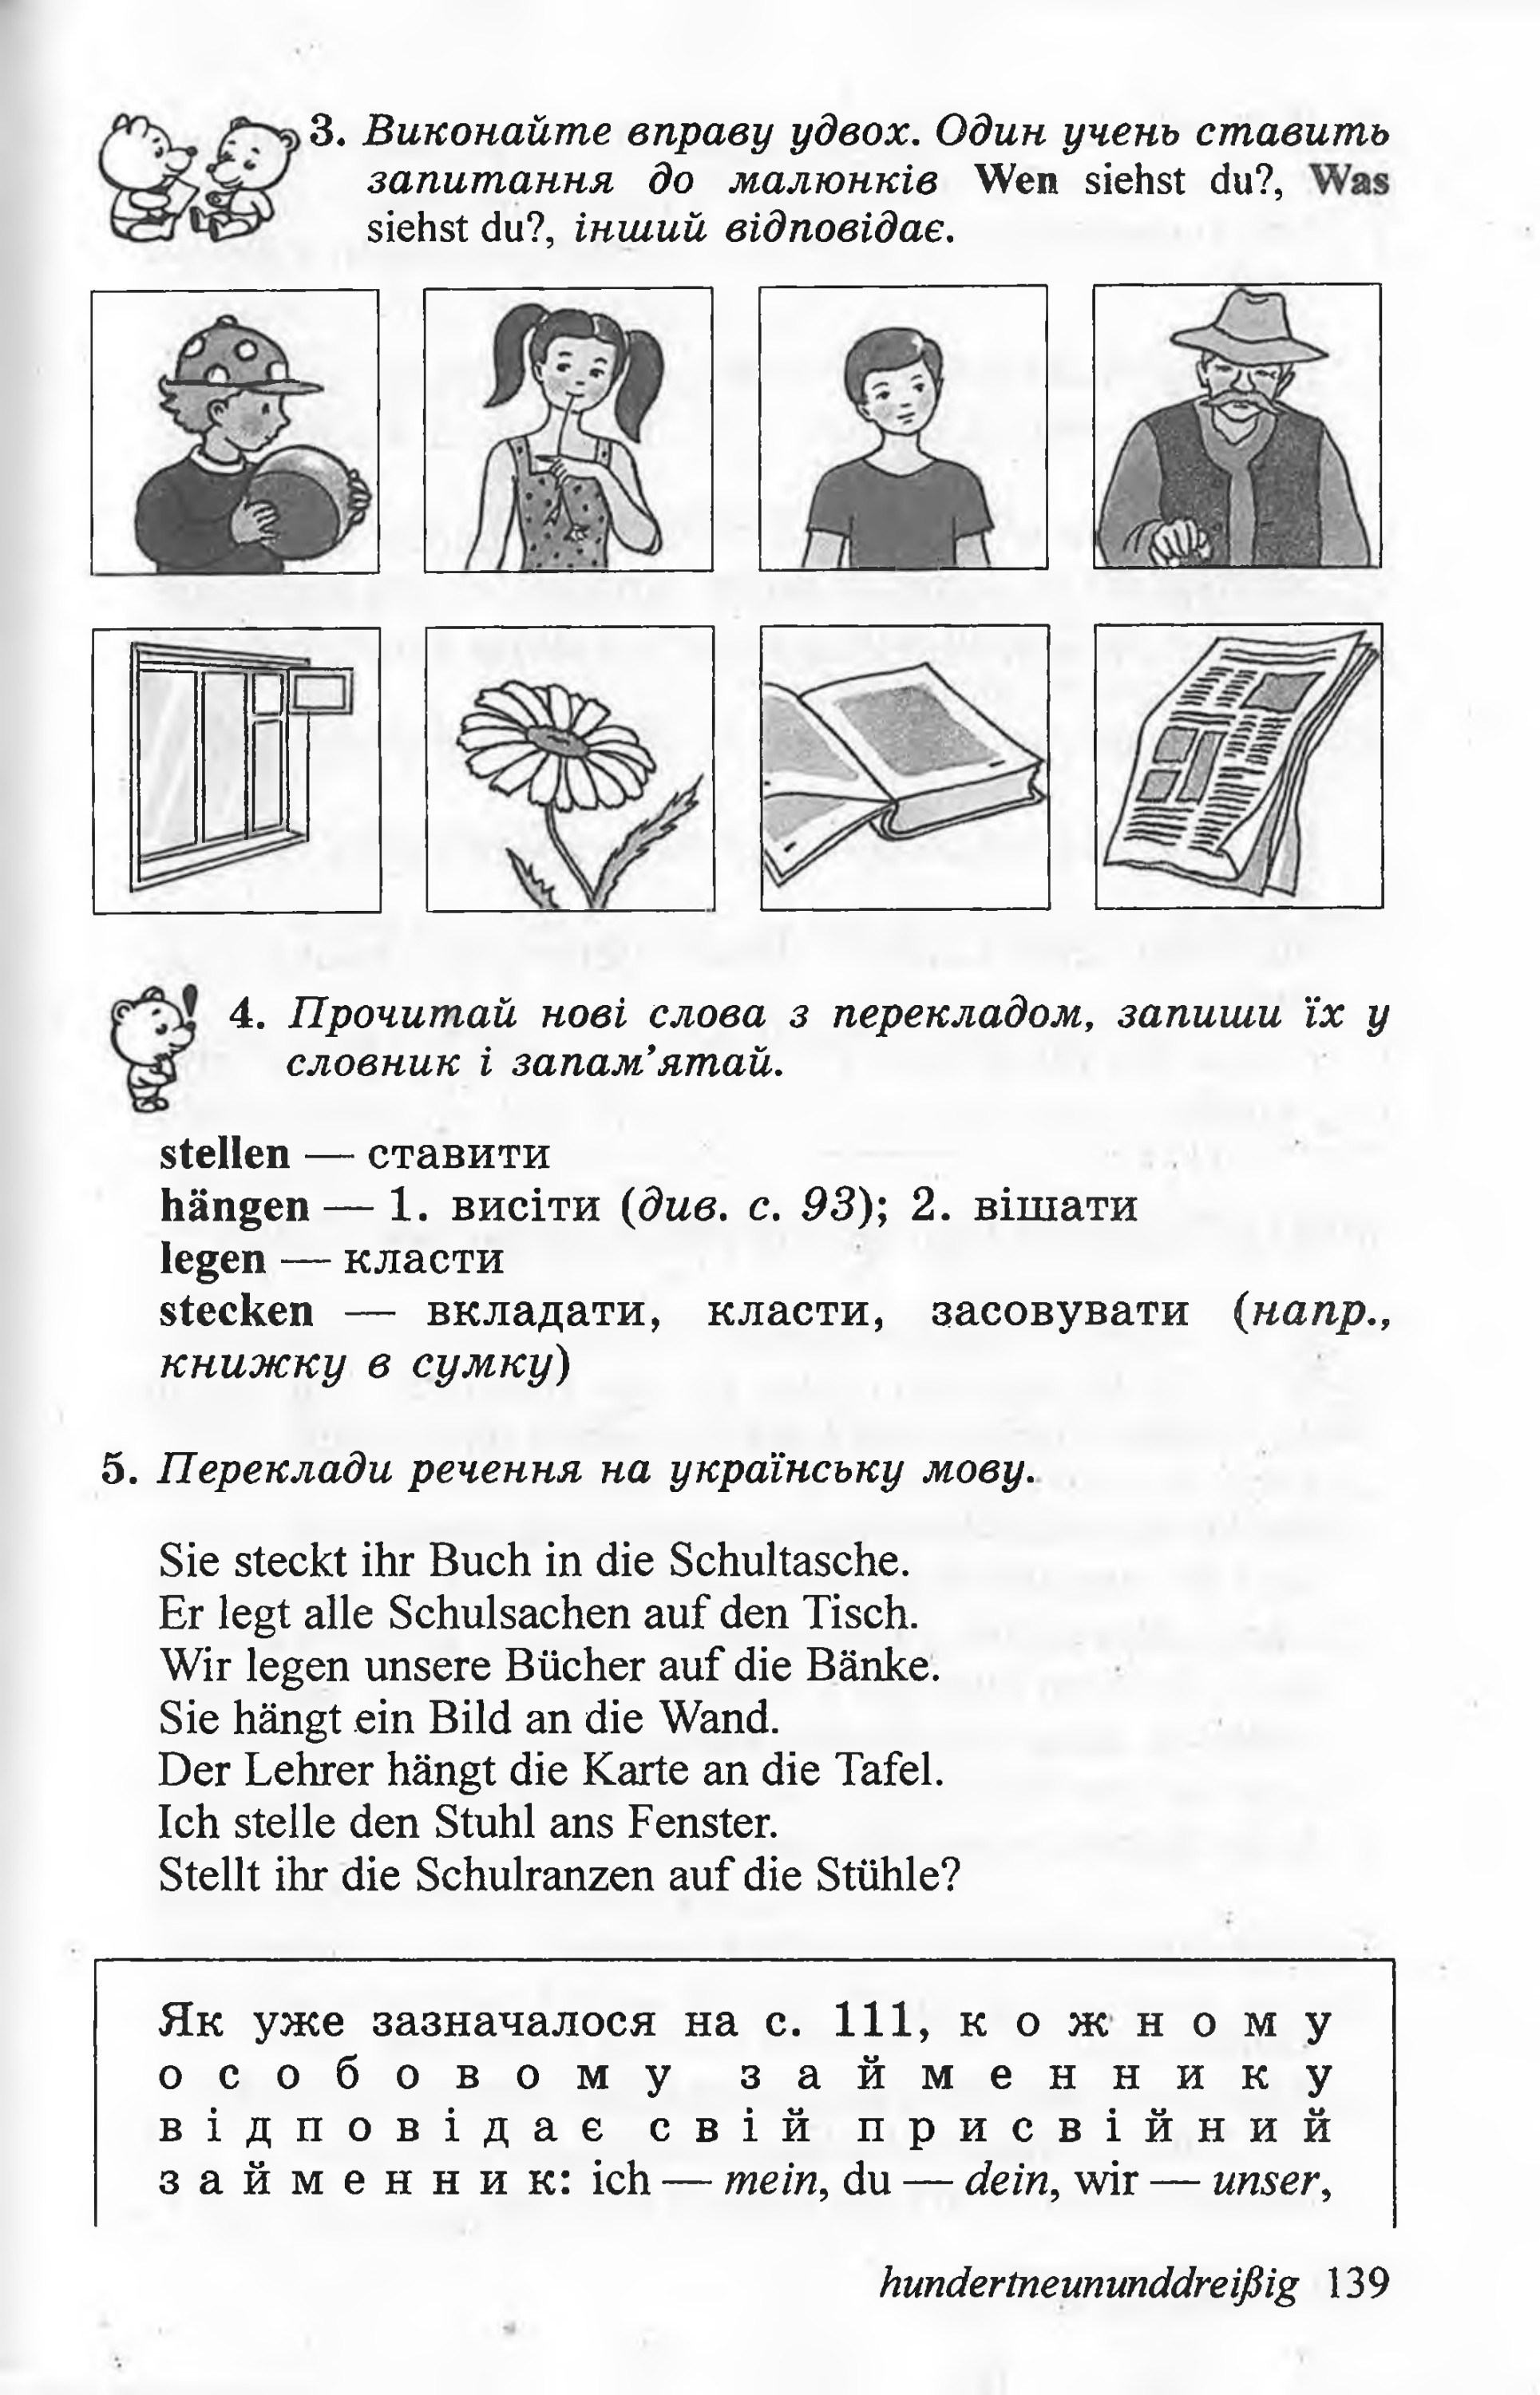 3. Виконайте вправу удвох. Один учень ставить
запитання до малюнків Wen siehst du?, Was
siehst du?, інший відповідає.
4. Прочитай нові слова з перекладом, запиши їх у
словник і запам’ятай.
stellen — ставити
hängen — 1. висіти (див. с. 93); 2. вішати
legen — класти
stecken — вкладати, класти, засовувати (напр.,
книжку в сумку)
5. Переклади речення на українську мову.
Sie steckt ihr Buch in die Schultasche.
Er legt alle Schulsachen auf den Tisch.
Wir legen unsere Bücher auf die Bänke.
Sie hängt ein Bild an die Wand.
Der Lehrer hängt die Karte an die Tafel.
Ich stelle den Stuhl ans Fenster.
Stellt ihr die Schulranzen auf die Stühle?
Як уже зазначалося на с. 111, кожному
особовому займеннику
відповідає свій присвійний
займенник: ich — mein, du — dein, wir — unser,
hundertneununddreißig 139